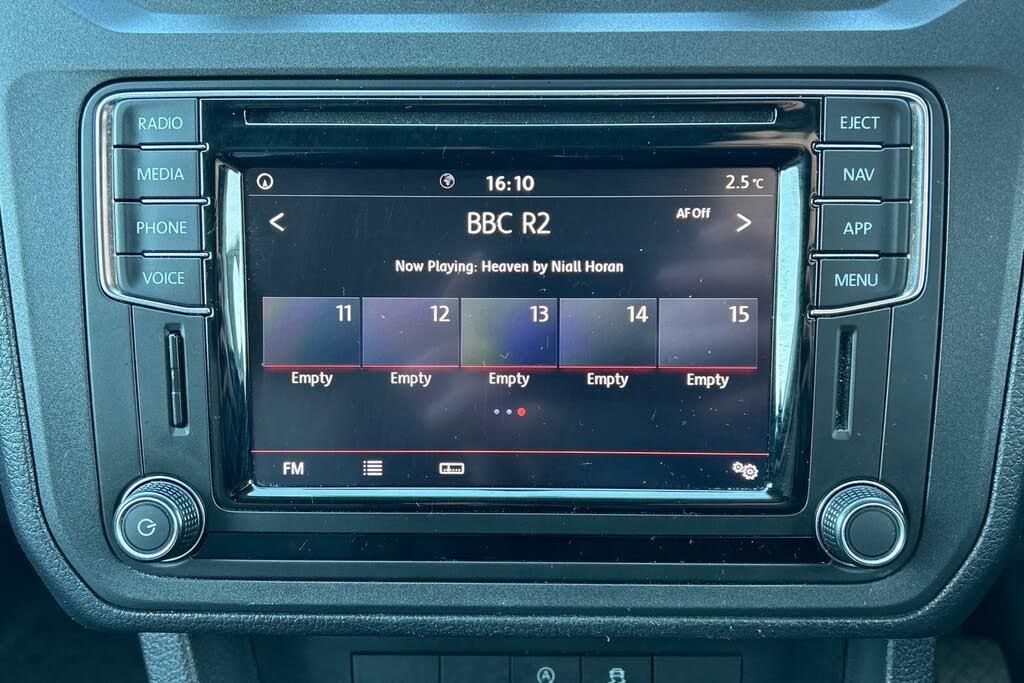 RADIO
MEDIA
PHONE
VOICE
EJECT
NAV
APP
MENU
16:10
2.5°C
< BBC R2 AF Off >
Now Playing: Heaven by Niall Horan
11 12 13 14 15
Empty Empty Empty Empty Empty
FM
A